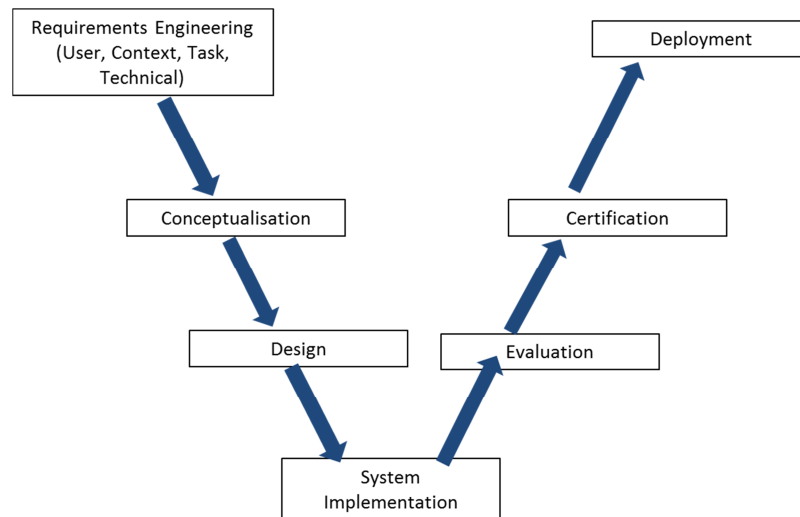 Requirements Engineering
(User, Context, Task,
Technical)
Deployment
Conceptualisation
Certification
Design
Evaluation
System
Implementation